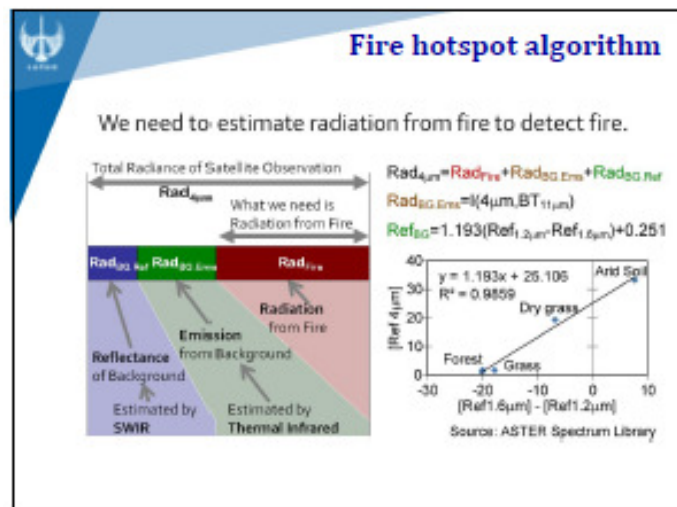 Fire hotspot algorithm
We need to estimate radiation from fire to detect fire.
Total Radiance of Satellite Observation
Rad4μm
What we need is
Radiation from Fire
RadBG.Ref
RadBG.Ems
RadFire
Radiation
from Fire
Emission
from Background
Reflectance
of Background
Estimated by
SWIR
Estimated by
Thermal Infrared
Rad4μm=RadFire+RadBG.Ems+RadBG.Ref
RadBG.Ems=I(4μm,BT11μm)
RefBG=1.193(Ref1.2μm-Ref1.6μm)+0.251
y = 1.193x + 25.106
R² = 0.9859
Arid Soil
Dry grass
Forest
Grass
[Ref 4μm]
40
30
20
10
0
-30 -20 -10 0 10
[Ref1.6μm] - [Ref1.2μm]
Source: ASTER Spectrum Library